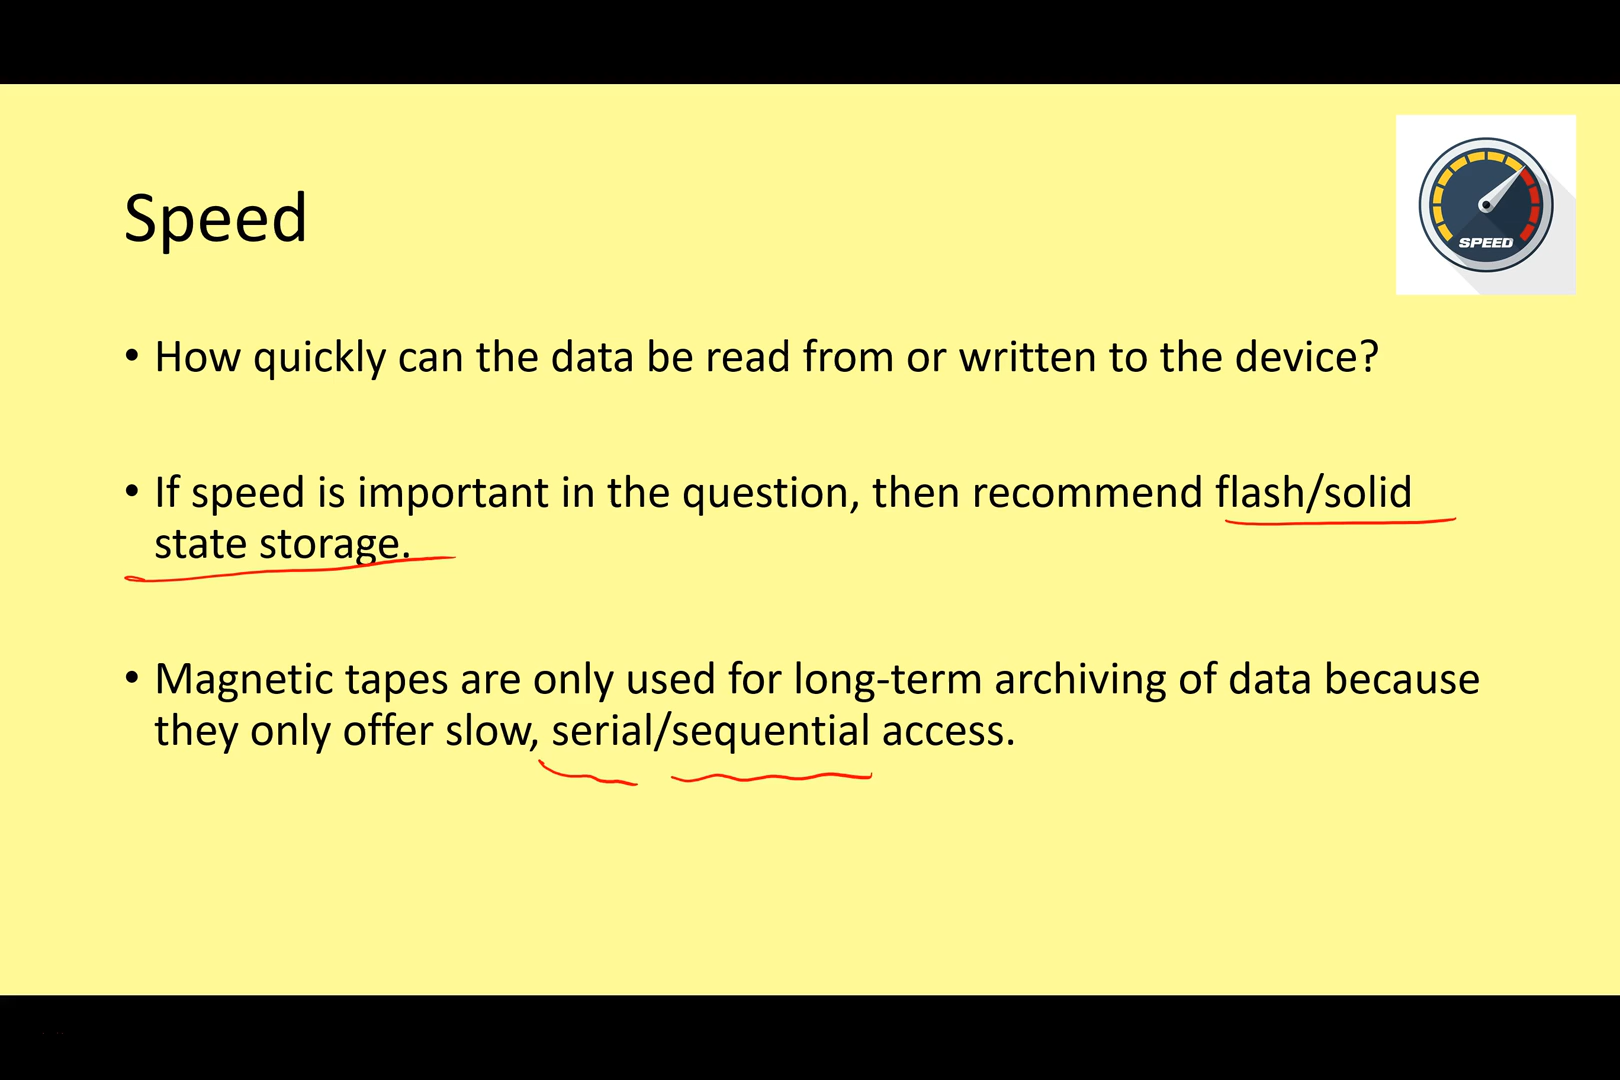 Speed
SPEED
• How quickly can the data be read from or written to the device?
• If speed is important in the question, then recommend flash/solid
state storage.
• Magnetic tapes are only used for long-term archiving of data because
they only offer slow, serial/sequential access.